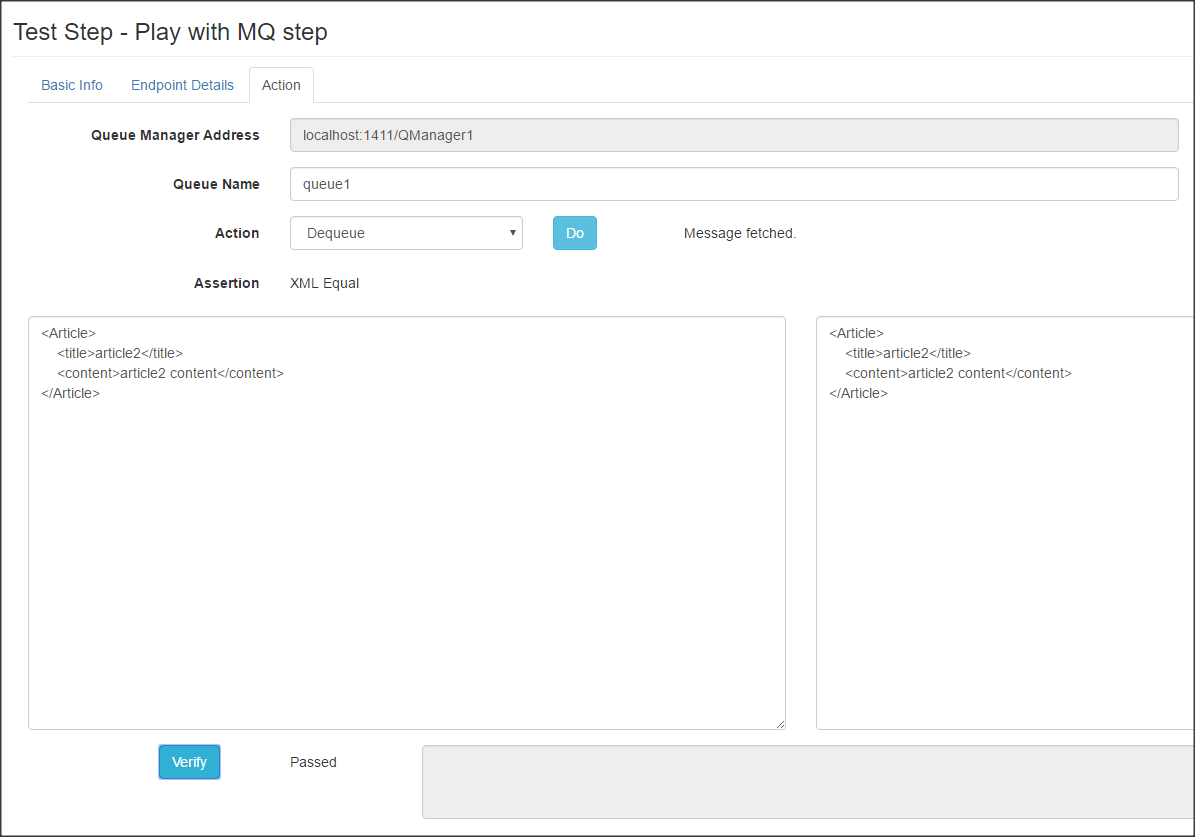 Test Step - Play with MQ step
Basic Info Endpoint Details Action
Queue Manager Address localhost:1411/QManager1
Queue Name queue1
Action Dequeue Do Message fetched.
Assertion XML Equal
<Article>
<title>article2</title>
<content>article2 content</content>
</Article>
<Article>
<title>article2</title>
<content>article2 content</content>
</Article>
Verify Passed